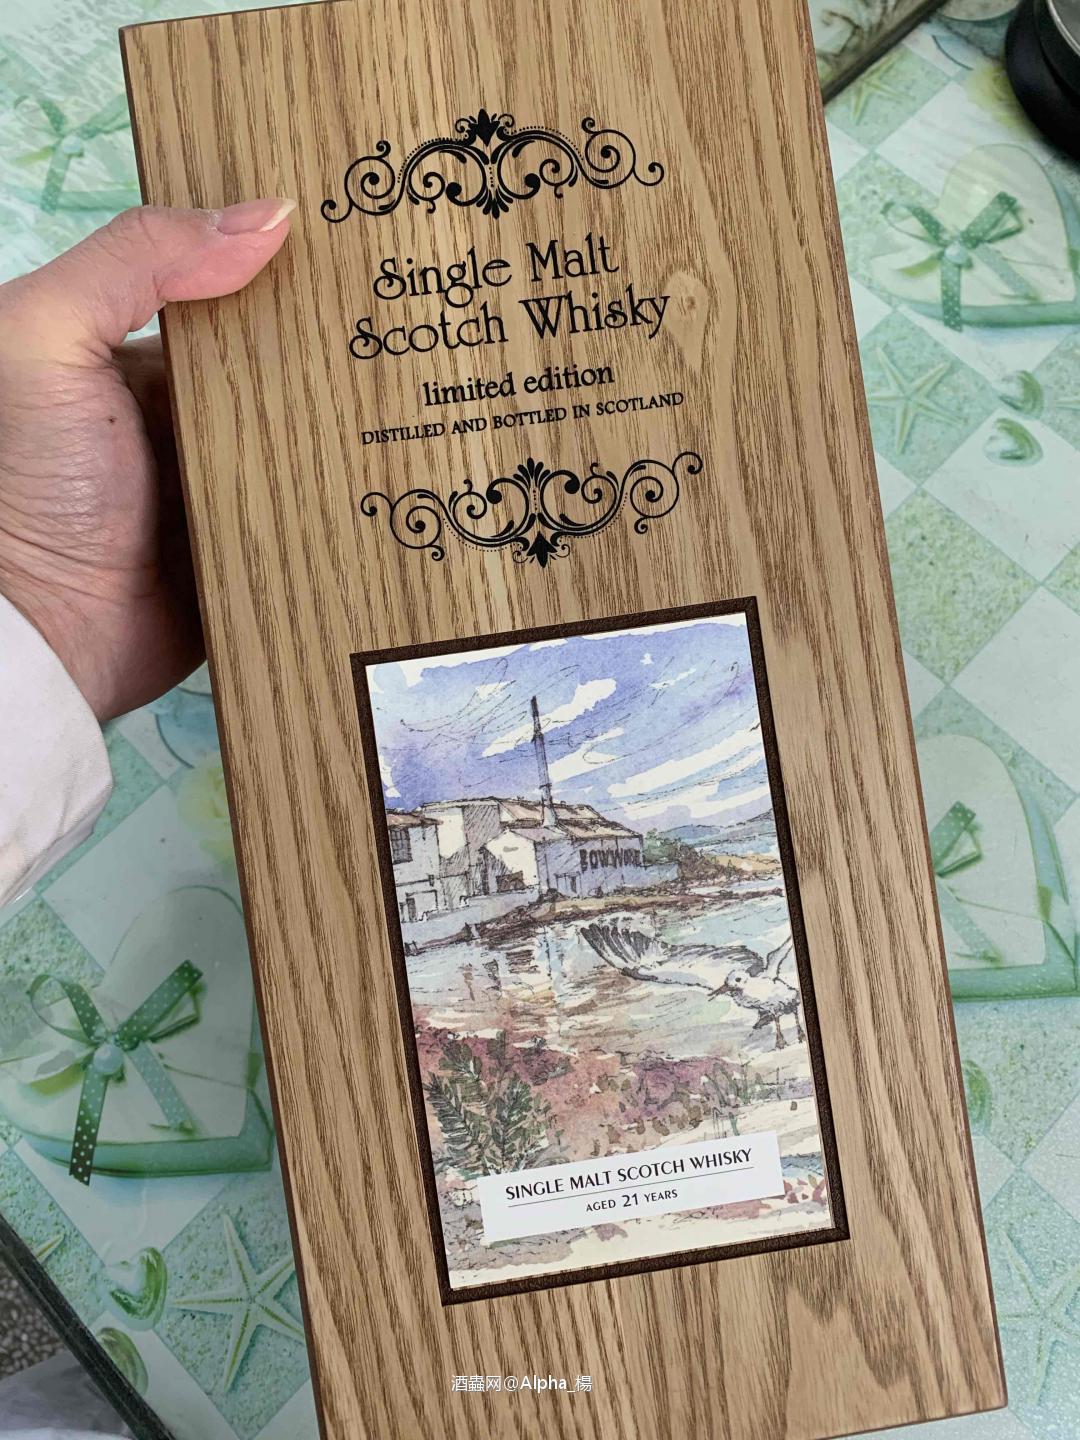 Single Malt
Scotch Whisky
limited edition
DISTILLED AND BOTTLED IN SCOTLAND
SINGLE MALT SCOTCH WHISKY
AGED 21 YEARS
酒蟲网@Alpha_楊